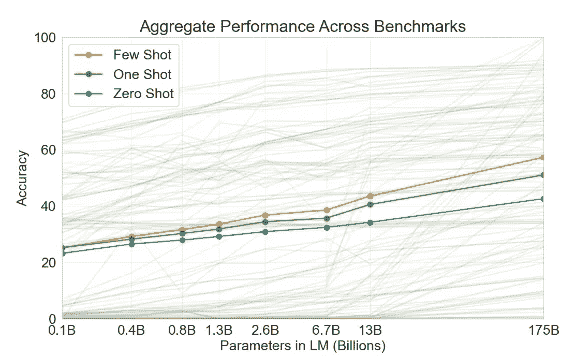 Aggregate Performance Across Benchmarks
100
Few Shot
One Shot
Zero Shot
80
60
Accuracy
40
20
0
0.1B 0.4B 0.8B 1.3B 2.6B 6.7B 13B 175B
Parameters in LM (Billions)